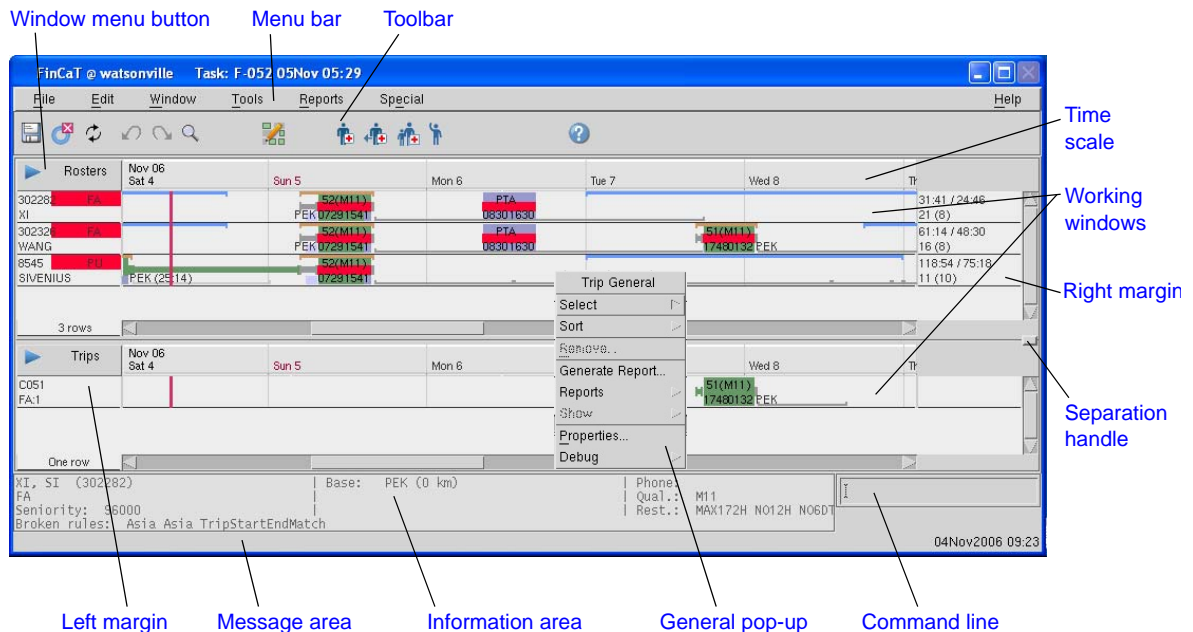 Window menu button Menu bar Toolbar
FinCaT @ watsonville Task: F-052 05Nov 05:29
File Edit Window Tools Reports Special Help
Time
scale
Rosters Nov 06
Sat 4 Sun 5 Mon 6 Tue 7 Wed 8 Th
302282 FA 52(M11) PTA 31:41 / 24:46
XI PEK 07291541 08301630 21 (8)
Working
windows
302326 FA 52(M11) PTA 51(M11) 61:14 / 48:30
WANG PEK 07291541 08301630 17480132 PEK 16 (8)
8545 PU 52(M11) 118:54 / 75:18
SIVENIUS PEK (25:14) 07291541 11 (10)
Right margin
3 rows
Trip General
Select
Sort
Remove..
Generate Report...
Reports
Show
Properties...
Debug
Trips Nov 06
Sat 4 Sun 5 Mon 6 Wed 8 Th
C051 51(M11)
FA:1 17480132 PEK
Separation
handle
One row
XI, SI (302282) | Base: PEK (0 km) | Phone:
FA | | Qual.: M11
Seniority: 96000 | | Rest.: MAX172H NO12H NO6DT
Broken rules: Asia Asia TripStartEndMatch
04Nov2006 09:23
Left margin Message area Information area General pop-up Command line